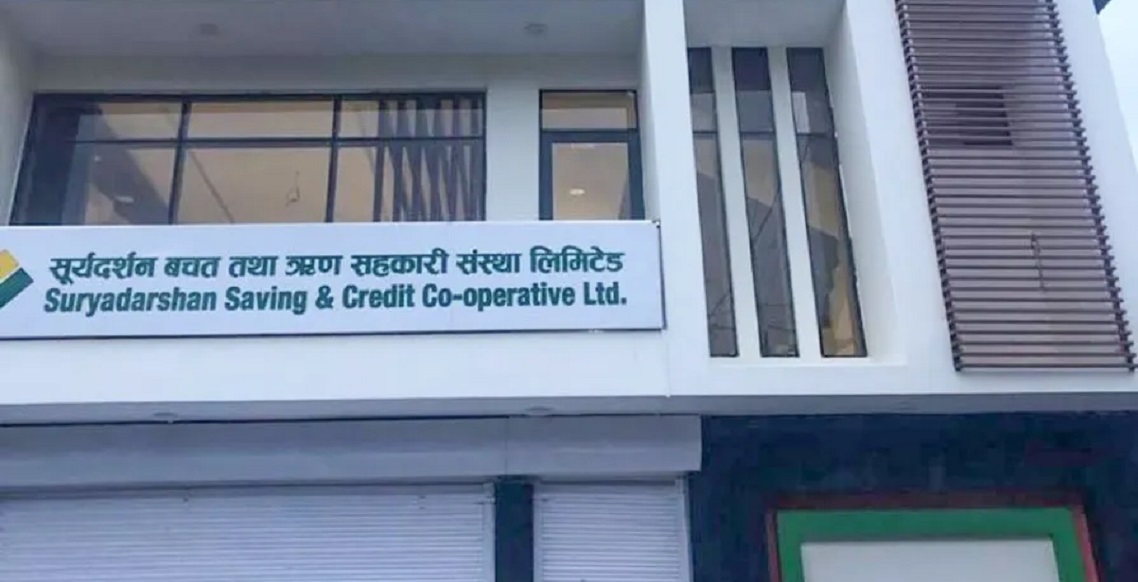 सूर्यदर्शन बचत तथा ऋण सहकारी संस्था लिमिटेड
Suryadarshan Saving & Credit Co-operative Ltd.